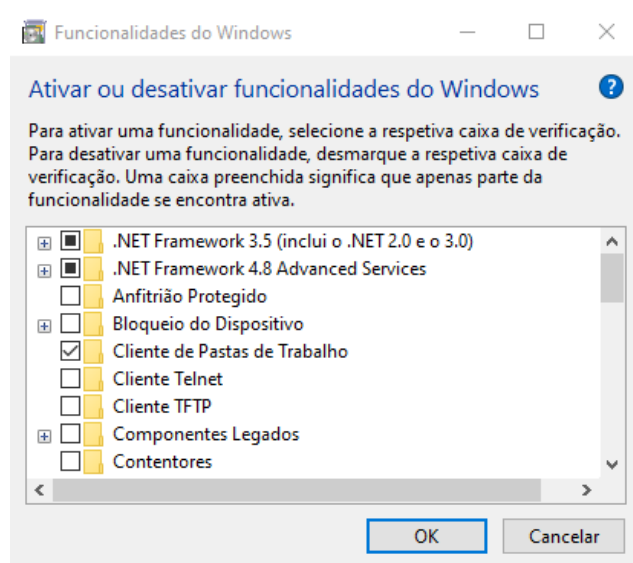 Funcionalidades do Windows
Ativar ou desativar funcionalidades do Windows
?
Para ativar uma funcionalidade, selecione a respetiva caixa de verificação.
Para desativar uma funcionalidade, desmarque a respetiva caixa de
verificação. Uma caixa preenchida significa que apenas parte da
funcionalidade se encontra ativa.
.NET Framework 3.5 (inclui o .NET 2.0 e o 3.0)
.NET Framework 4.8 Advanced Services
Anfitrião Protegido
Bloqueio do Dispositivo
Cliente de Pastas de Trabalho
Cliente Telnet
Cliente TFTP
Componentes Legados
Contentores
OK
Cancelar